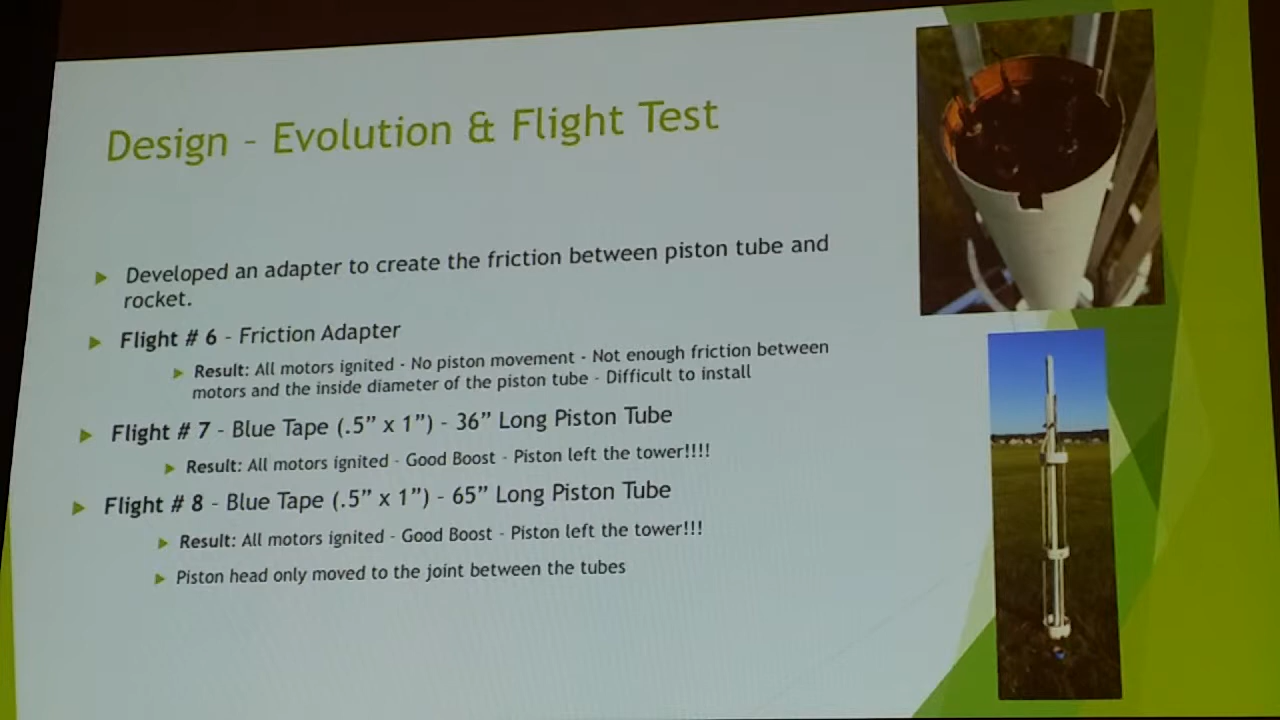 Design - Evolution & Flight Test
Developed an adapter to create the friction between piston tube and
rocket.
Flight # 6 - Friction Adapter
Result: All motors ignited - No piston movement - Not enough friction between
motors and the inside diameter of the piston tube - Difficult to install
Flight # 7 - Blue Tape (.5” x 1”) - 36” Long Piston Tube
Result: All motors ignited - Good Boost - Piston left the tower!!!!
Flight # 8 - Blue Tape (.5” x 1”) - 65” Long Piston Tube
Result: All motors ignited - Good Boost - Piston left the tower!!!
Piston head only moved to the joint between the tubes